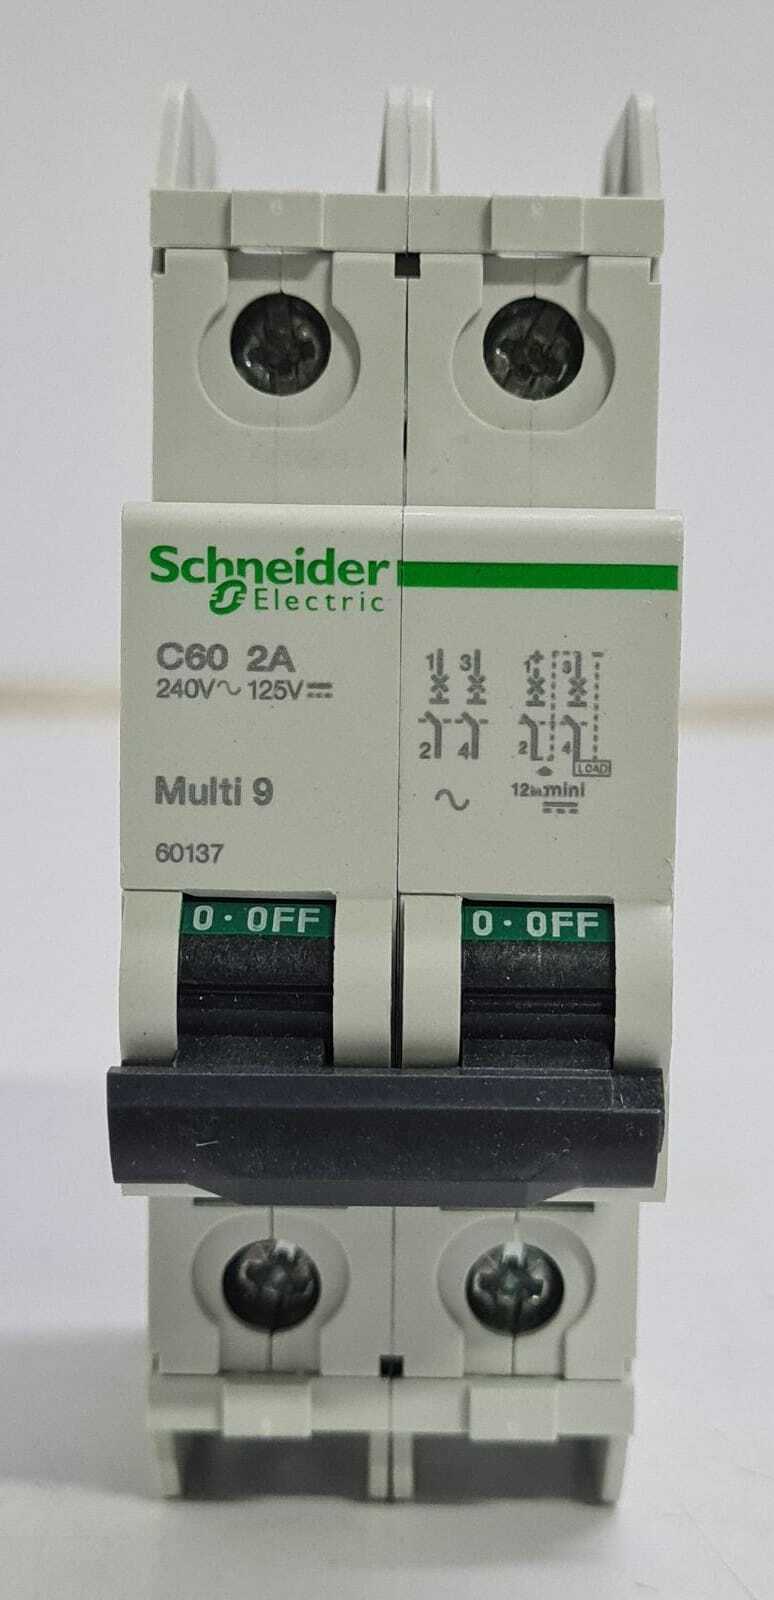 Schneider
Electric
C60 2A
240V~ 125V⎓
Multi 9
60137
1 3
2 4
~
1 + 3 −
2 4
LOAD
mini
⎓
0 · OFF
0 · OFF